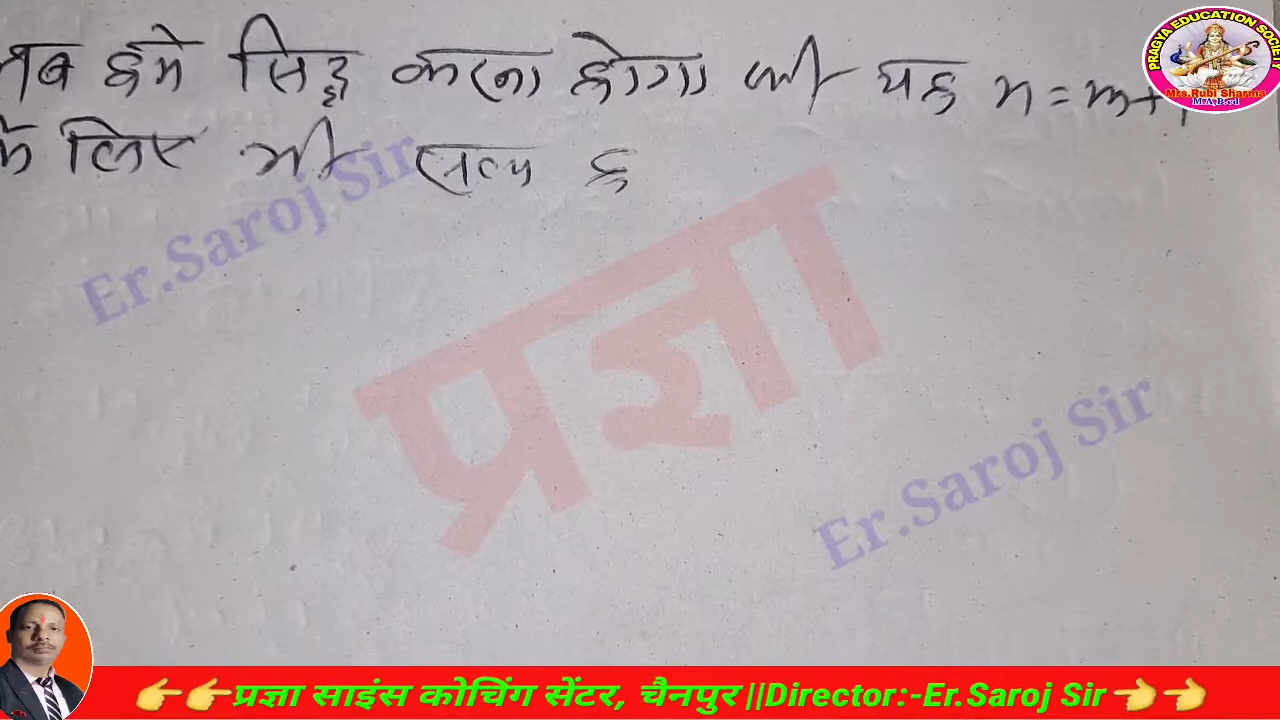 तब हमे सिद्ध करना होगा की यह n = m+1
के लिए भी सत्य है
PRAGYA EDUCATION SOCIETY
Mrs.Rubi Sharma
M.A,B.ed
Er.Saroj Sir
प्रज्ञा
Er.Saroj Sir
👉👉प्रज्ञा साइंस कोचिंग सेंटर, चैनपुर||Director:-Er.Saroj Sir👈👈